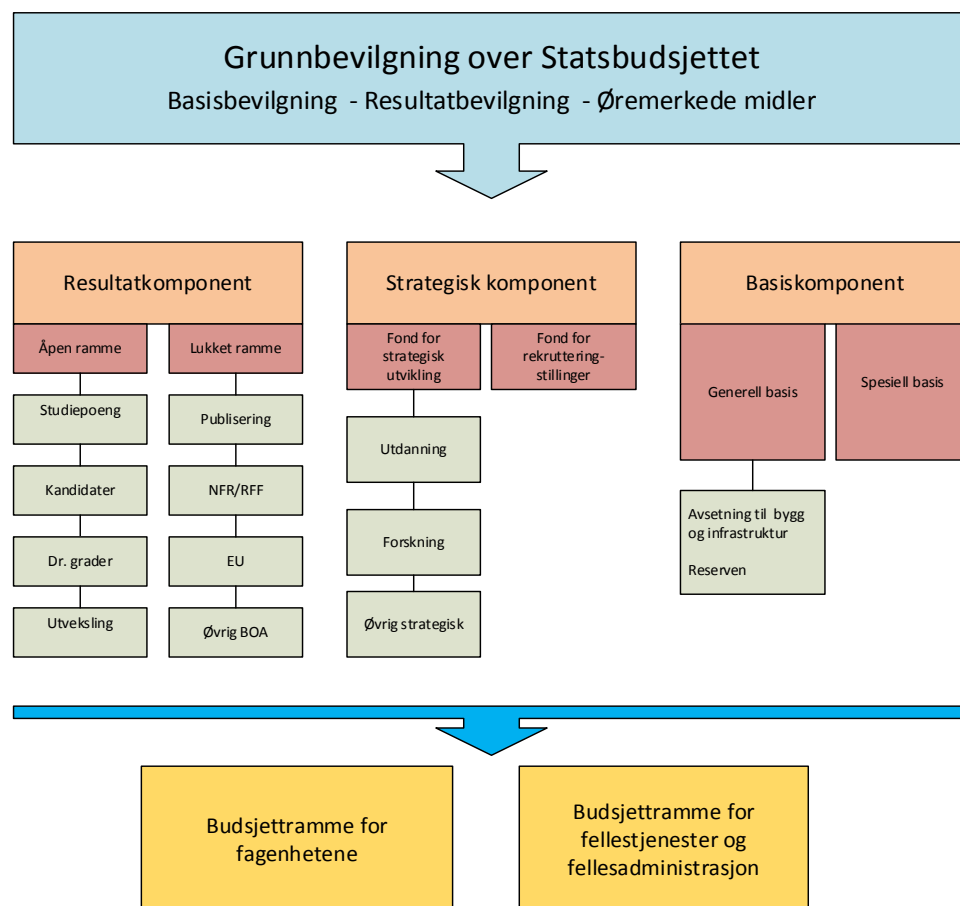 Grunnbevilgning over Statsbudsjettet
Basisbevilgning - Resultatbevilgning - Øremerkede midler
Resultatkomponent
Åpen ramme
Lukket ramme
Studiepoeng
Publisering
Kandidater
NFR/RFF
Dr. grader
EU
Utveksling
Øvrig BOA
Strategisk komponent
Fond for
strategisk
utvikling
Fond for
rekruttering-
stillinger
Utdanning
Forskning
Øvrig strategisk
Basiskomponent
Generell basis
Spesiell basis
Avsetning til bygg
og infrastruktur
Reserven
Budsjettramme for
fagenhetene
Budsjettramme for
fellestjenester og
fellesadministrasjon